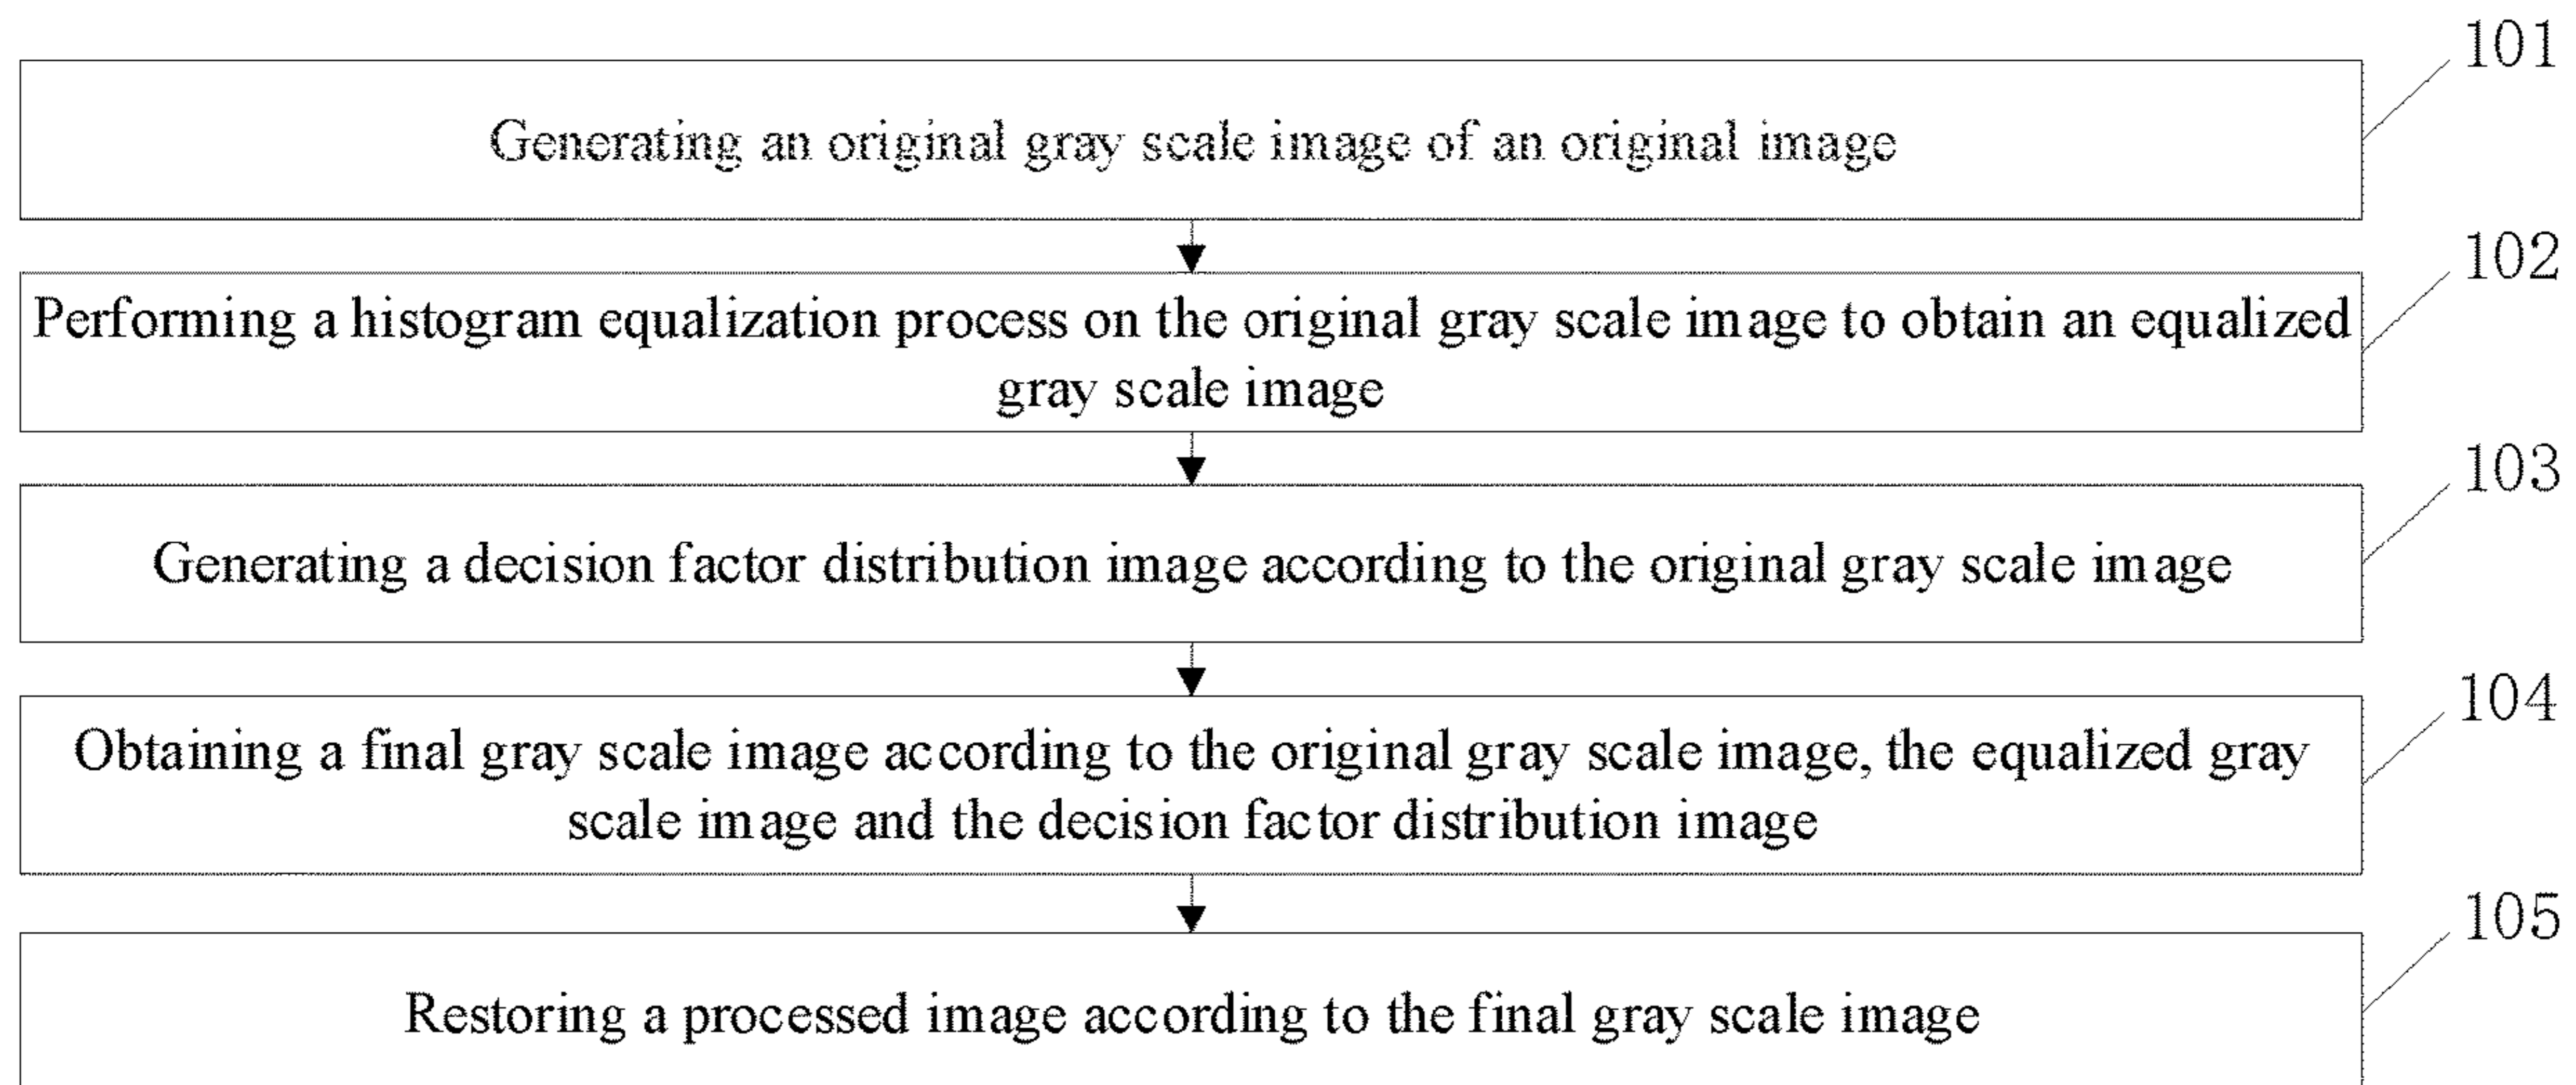 101
Generating an original gray scale image of an original image
102
Performing a histogram equalization process on the original gray scale image to obtain an equalized
gray scale image
103
Generating a decision factor distribution image according to the original gray scale image
104
Obtaining a final gray scale image according to the original gray scale image, the equalized gray
scale image and the decision factor distribution image
105
Restoring a processed image according to the final gray scale image